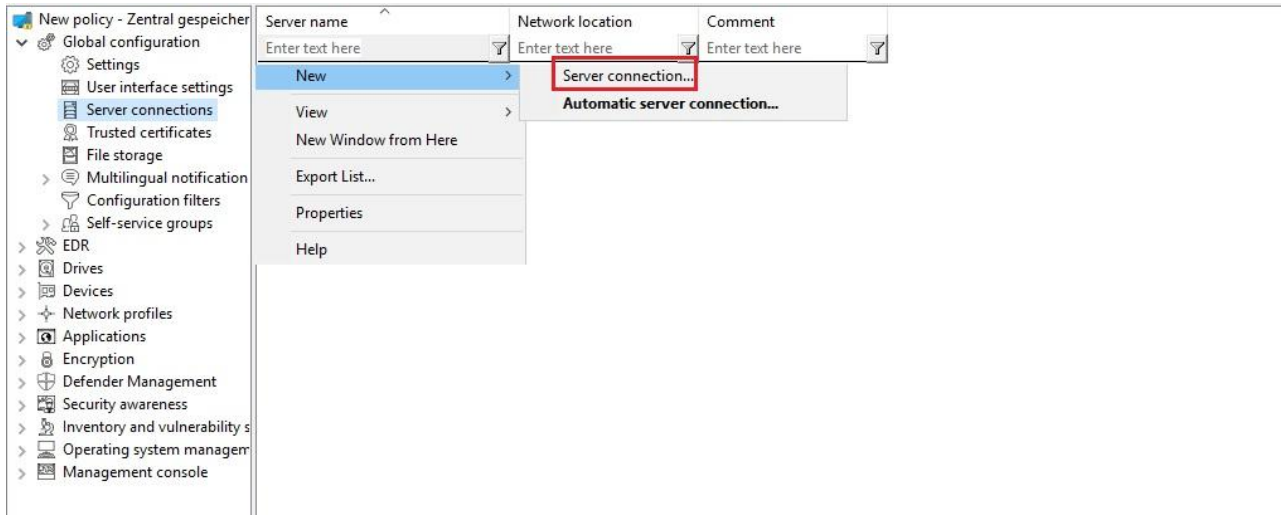 New policy - Zentral gespeicher
Global configuration
Settings
User interface settings
Server connections
Trusted certificates
File storage
Multilingual notification
Configuration filters
Self-service groups
EDR
Drives
Devices
Network profiles
Applications
Encryption
Defender Management
Security awareness
Inventory and vulnerability s
Operating system managem
Management console
Server name Network location Comment
Enter text here Enter text here Enter text here
New
View
New Window from Here
Export List...
Properties
Help
Server connection...
Automatic server connection...